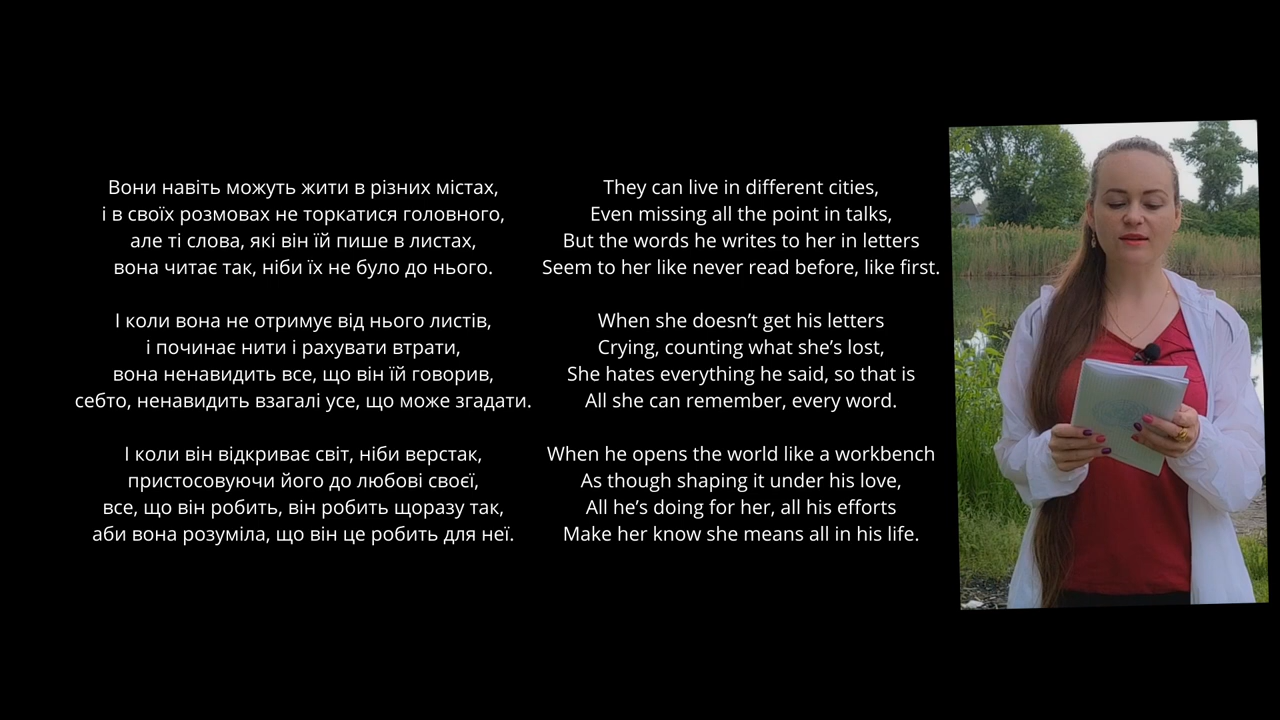 Вони навіть можуть жити в різних містах,
і в своїх розмовах не торкатися головного,
але ті слова, які він їй пише в листах,
вона читає так, ніби їх не було до нього.
І коли вона не отримує від нього листів,
і починає нити і рахувати втрати,
вона ненавидить все, що він їй говорив,
себто, ненавидить взагалі усе, що може згадати.
І коли він відкриває світ, ніби верстак,
пристосовуючи його до любові своєї,
все, що він робить, він робить щоразу так,
аби вона розуміла, що він це робить для неї.
They can live in different cities,
Even missing all the point in talks,
But the words he writes to her in letters
Seem to her like never read before, like first.
When she doesn’t get his letters
Crying, counting what she’s lost,
She hates everything he said, so that is
All she can remember, every word.
When he opens the world like a workbench
As though shaping it under his love,
All he’s doing for her, all his efforts
Make her know she means all in his life.